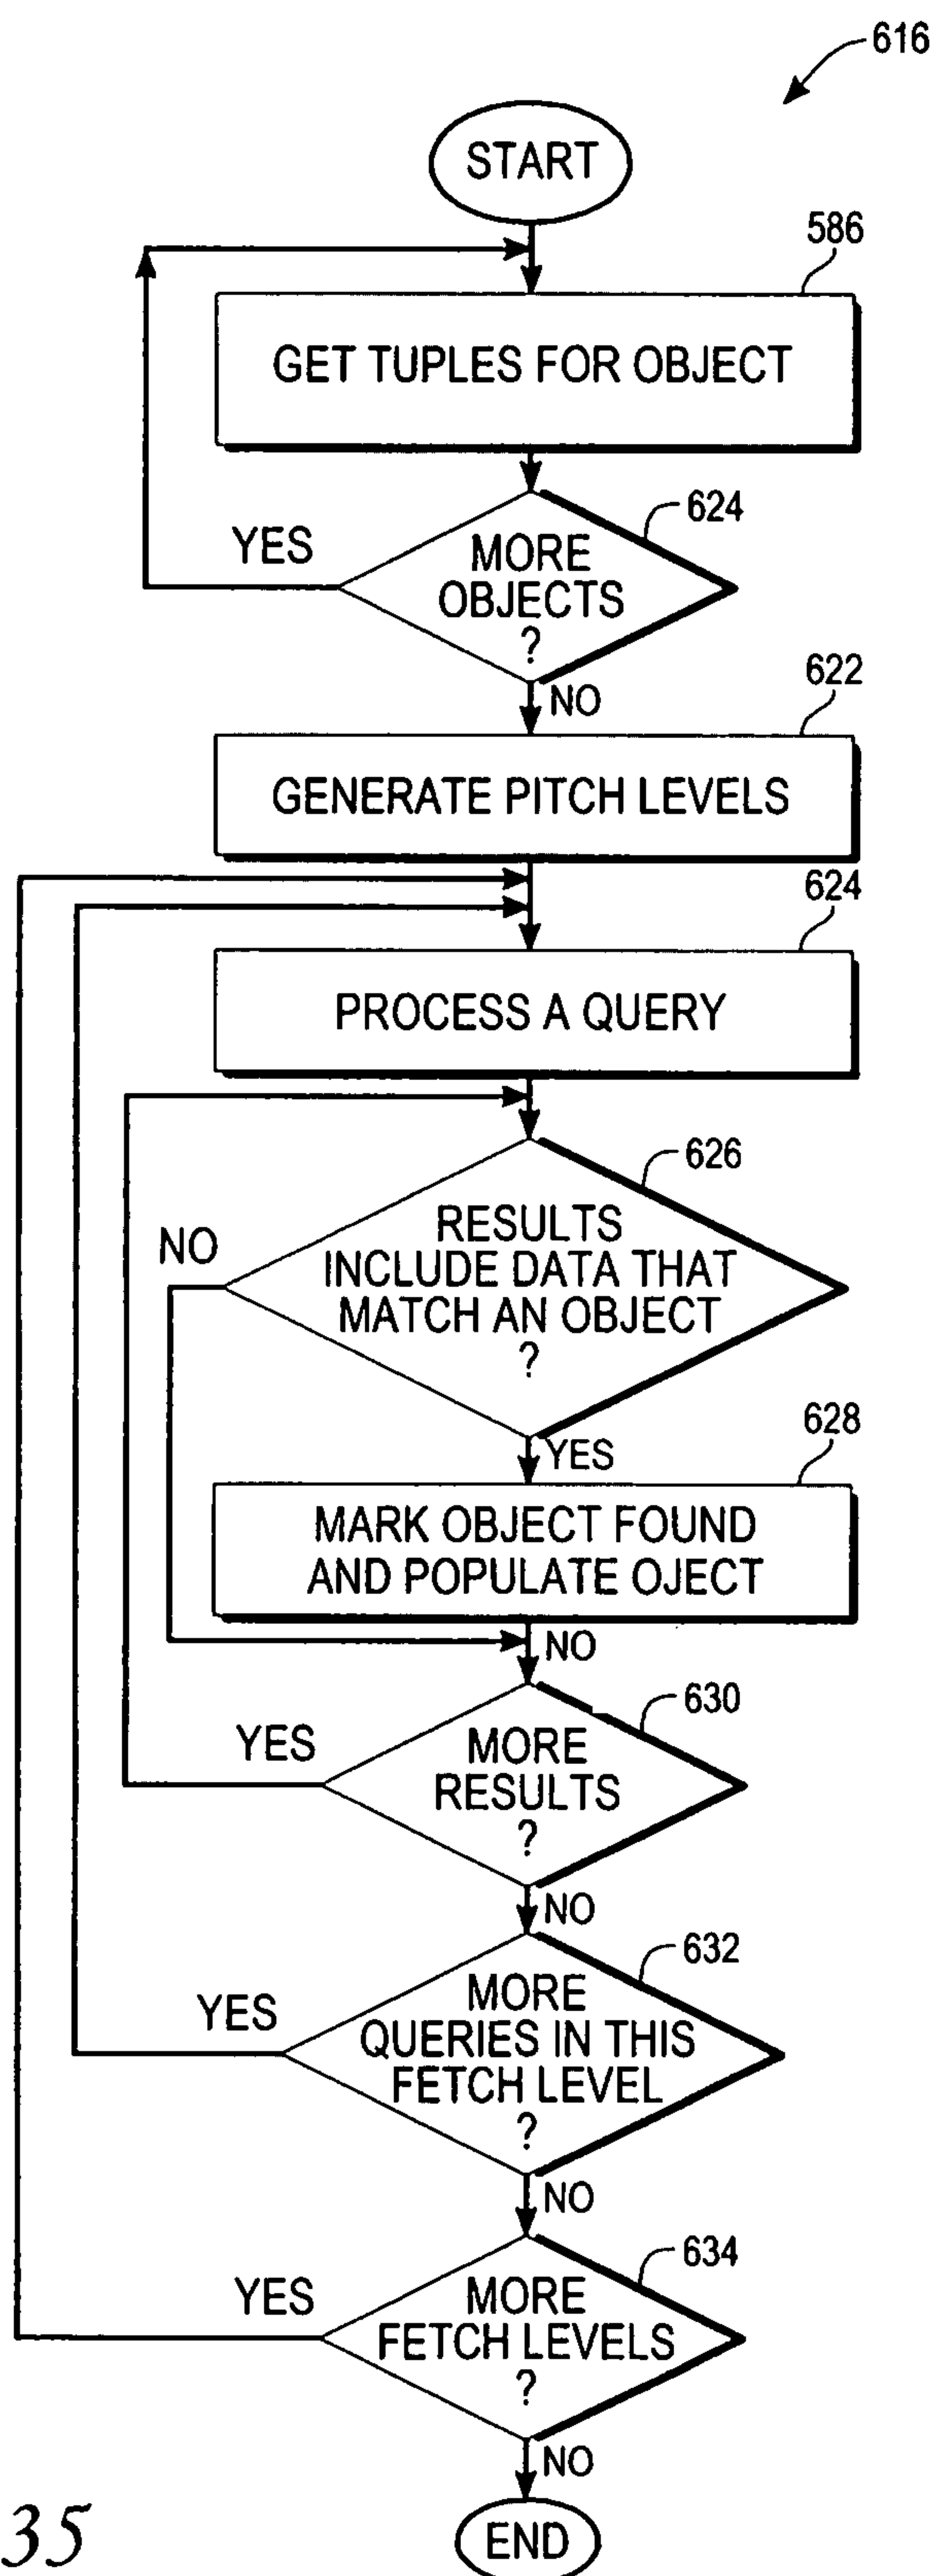 616
START
586
GET TUPLES FOR OBJECT
624
YES
MORE
OBJECTS
?
NO
622
GENERATE PITCH LEVELS
624
PROCESS A QUERY
626
NO
RESULTS
INCLUDE DATA THAT
MATCH AN OBJECT
?
YES
628
MARK OBJECT FOUND
AND POPULATE OJECT
NO
630
YES
MORE
RESULTS
?
NO
632
YES
MORE
QUERIES IN THIS
FETCH LEVEL
?
NO
634
YES
MORE
FETCH LEVELS
?
NO
35
END